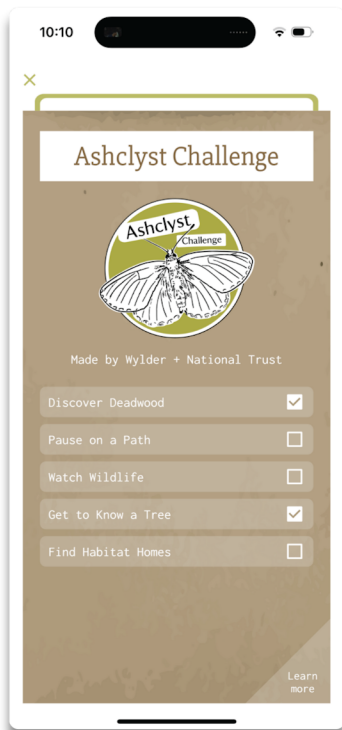 10:10
Ashclyst Challenge
Ashclyst
Challenge
Made by Wylder + National Trust
Discover Deadwood
Pause on a Path
Watch Wildlife
Get to Know a Tree
Find Habitat Homes
Learn
more